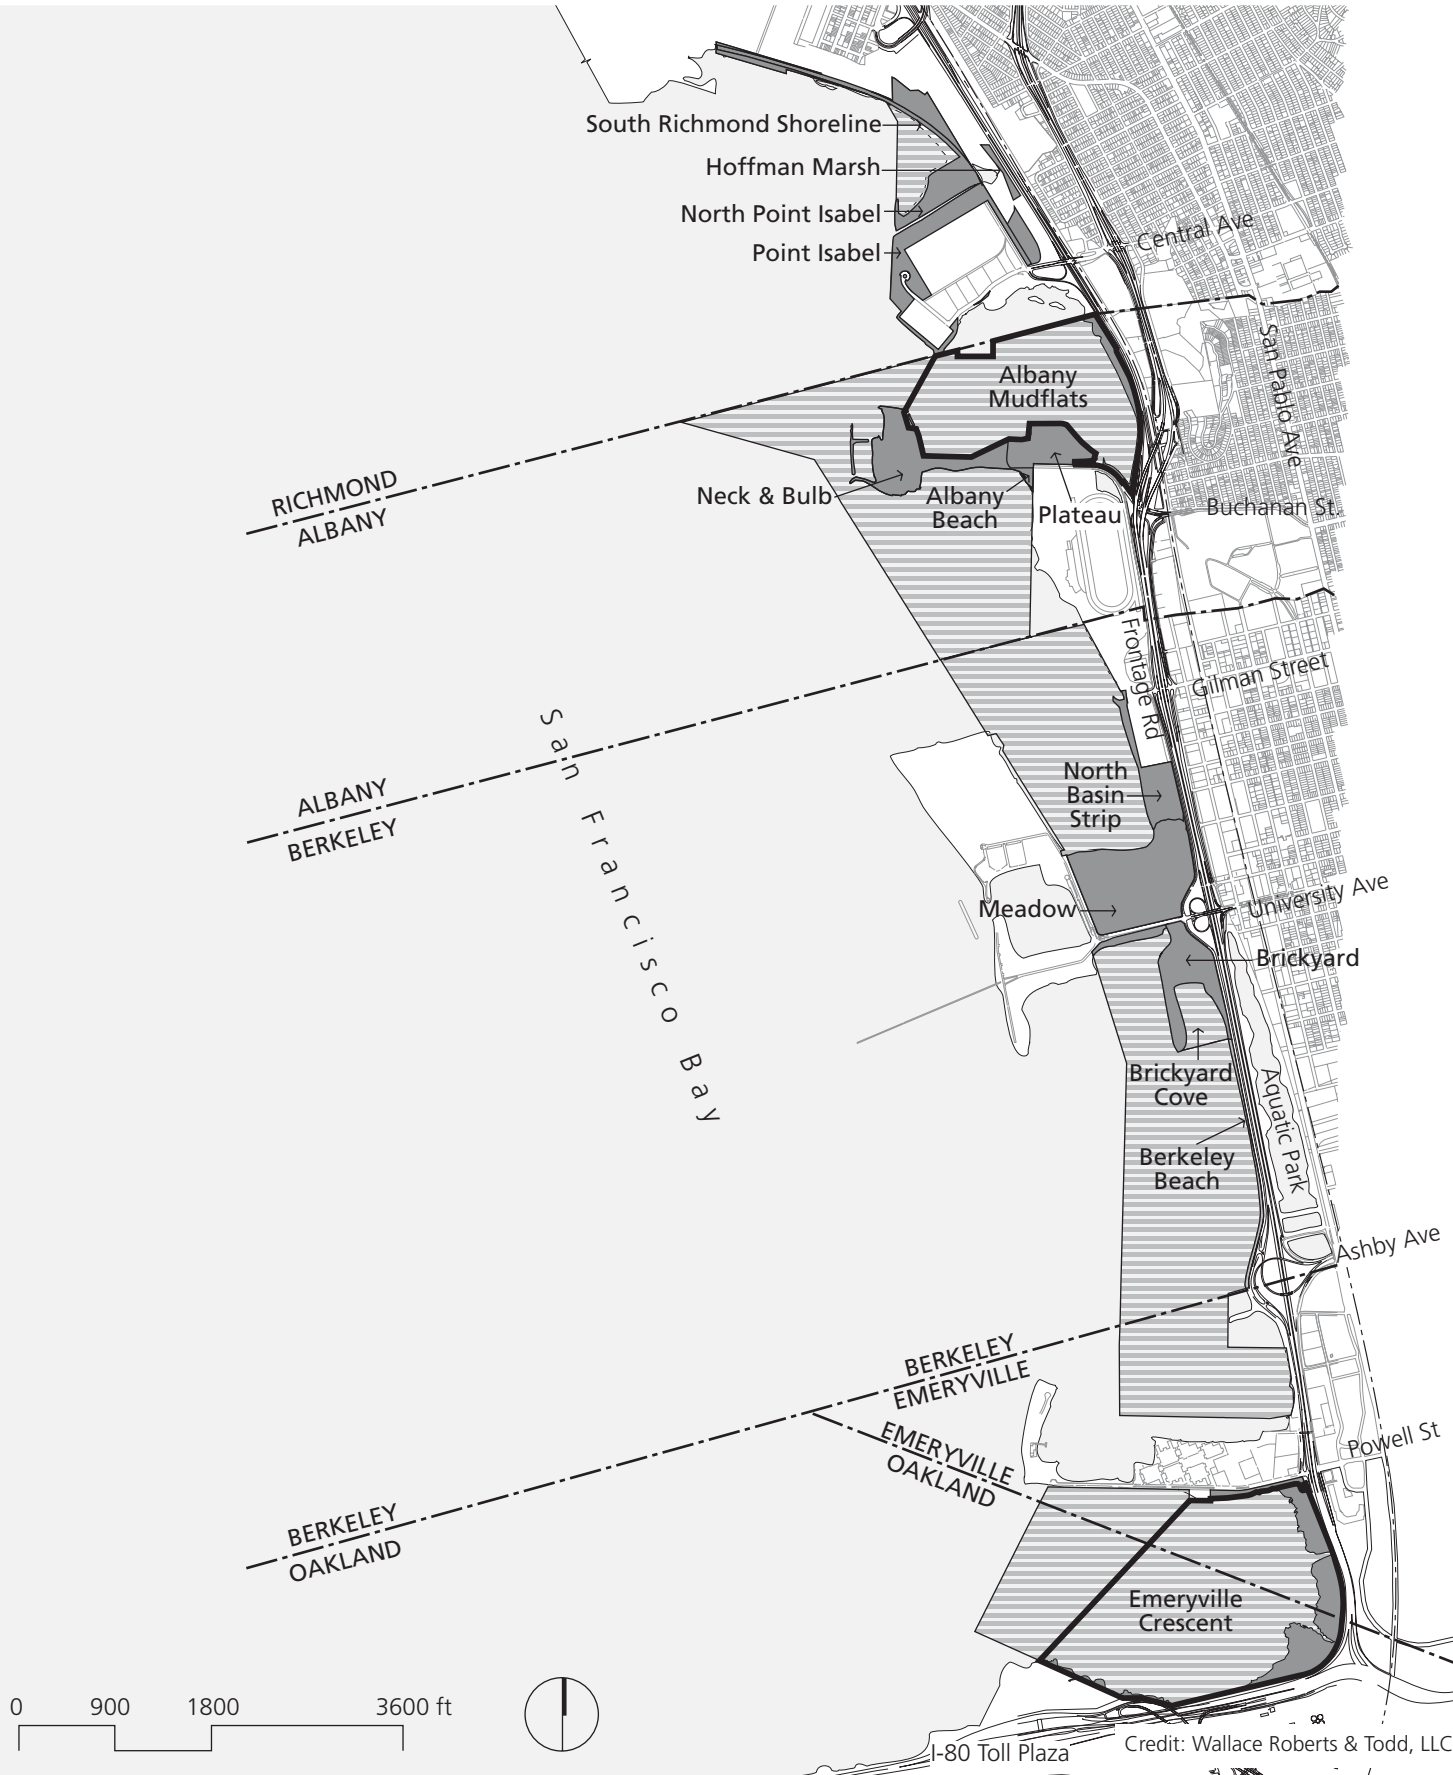 South Richmond Shoreline
Hoffman Marsh
North Point Isabel
Point Isabel
Central Ave
San Pablo Ave
Albany
Mudflats
RICHMOND
ALBANY
Neck & Bulb
Albany
Beach
Plateau
Buchanan St.
Frontage Rd
Gilman Street
San Francisco Bay
ALBANY
BERKELEY
North
Basin
Strip
University Ave
Meadow
Brickyard
Brickyard
Cove
Aquatic Park
Berkeley
Beach
Ashby Ave
BERKELEY
EMERYVILLE
EMERYVILLE
OAKLAND
Powell St
BERKELEY
OAKLAND
Emeryville
Crescent
0 900 1800 3600 ft
I-80 Toll Plaza
Credit: Wallace Roberts & Todd, LLC